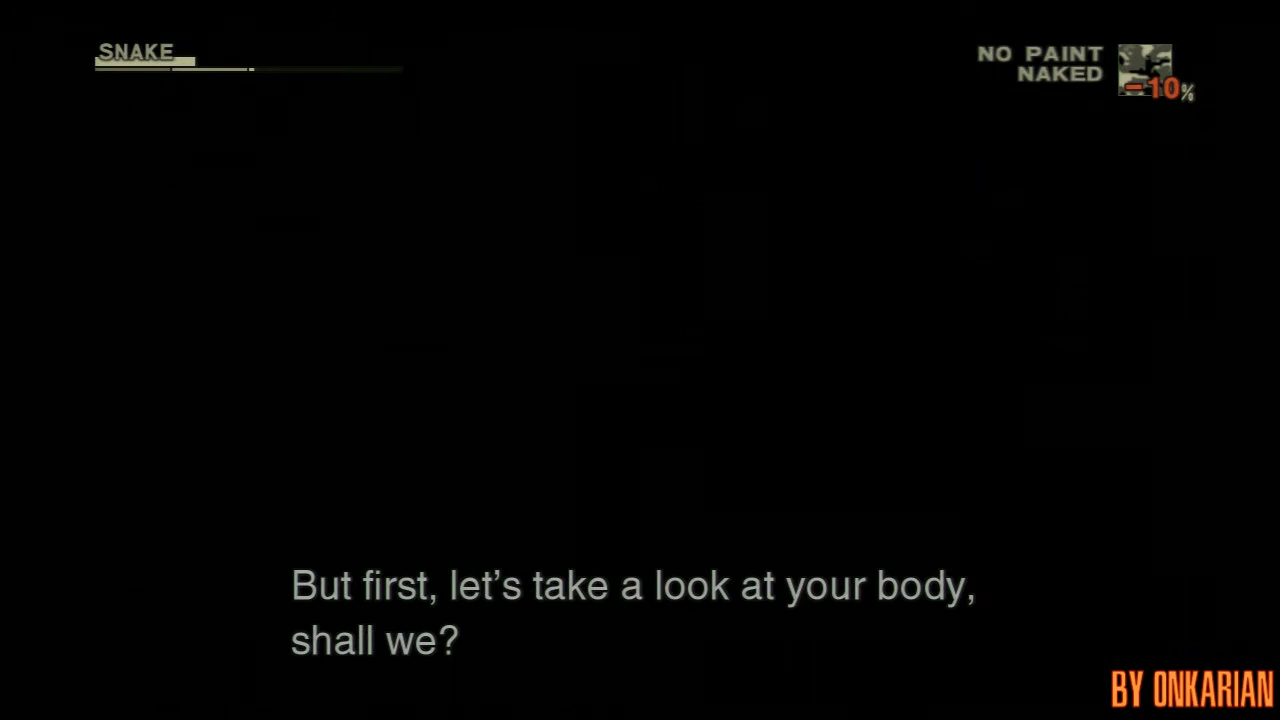 SNAKE
NO PAINT
NAKED
-10%
But first, let’s take a look at your body,
shall we?
BY ONKARIAN